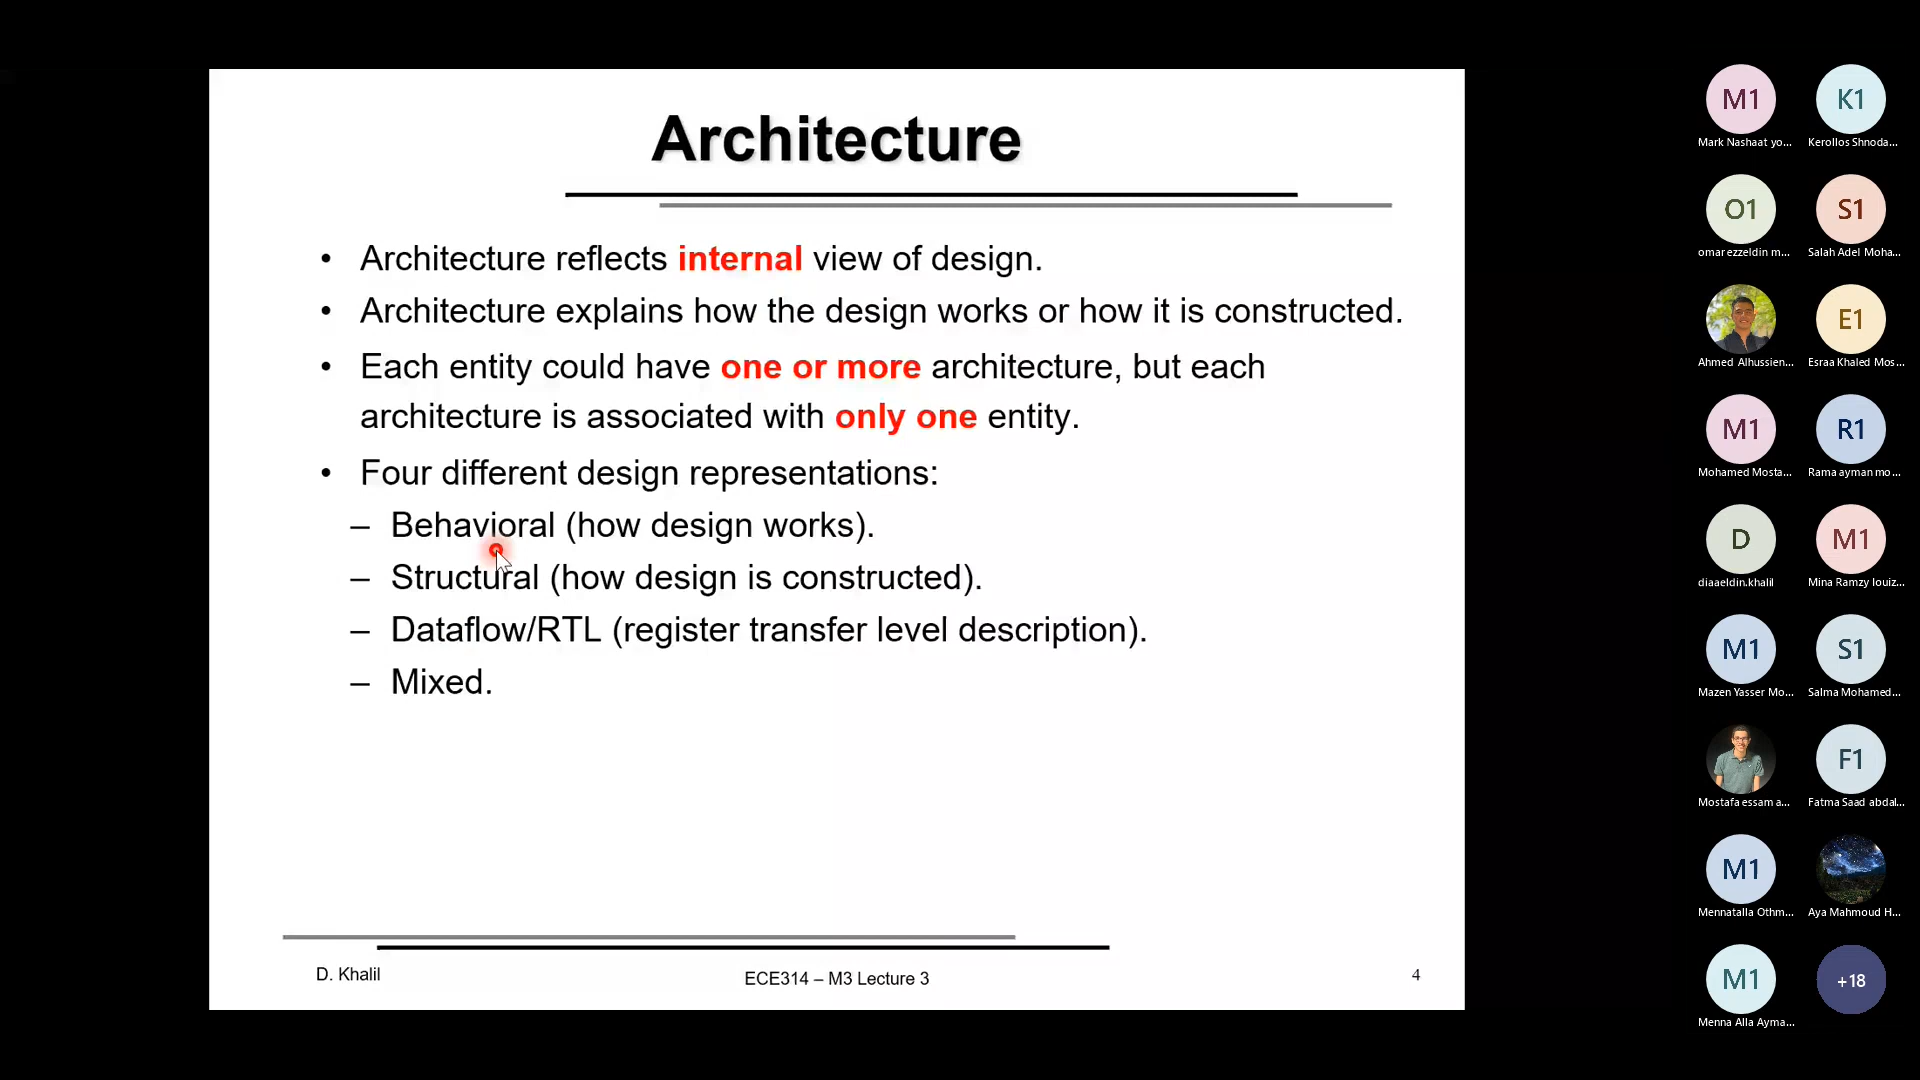 Architecture
• Architecture reflects internal view of design.
• Architecture explains how the design works or how it is constructed.
• Each entity could have one or more architecture, but each
architecture is associated with only one entity.
• Four different design representations:
– Behavioral (how design works).
– Structural (how design is constructed).
– Dataflow/RTL (register transfer level description).
– Mixed.
D. Khalil
ECE314 – M3 Lecture 3
4
M1
K1
Mark Nashaat yo...
Kerollos Shnoda...
O1
S1
omar ezzeldin m...
Salah Adel Moha...
E1
Ahmed Alhussien...
Esraa Khaled Mos...
M1
R1
Mohamed Mosta...
Rama ayman mo...
D
M1
diaaeldin.khalil
Mina Ramzy louiz...
M1
S1
Mazen Yasser Mo...
Salma Mohamed...
F1
Mostafa essam a...
Fatma Saad abdal...
M1
Mennatalla Othm...
Aya Mahmoud H...
M1
+18
Menna Alla Ayma...